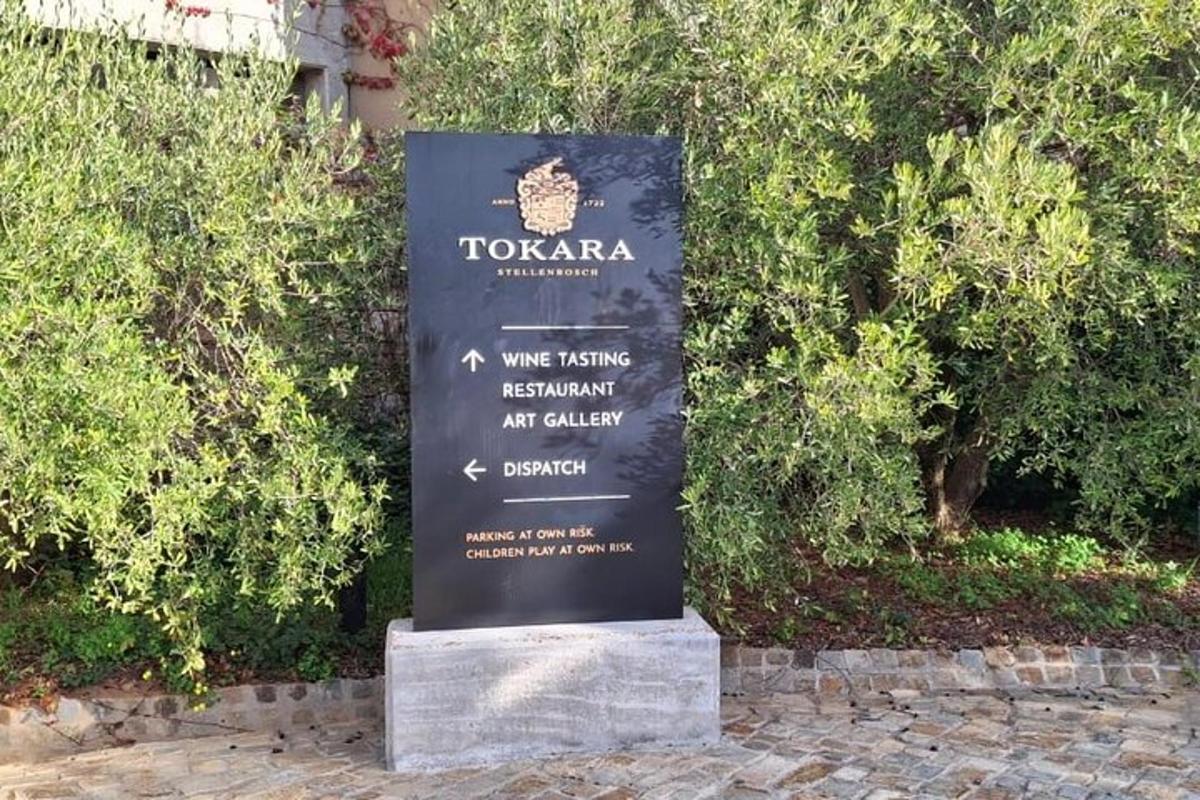 ANNO 1722
TOKARA
STELLENBOSCH
↑ WINE TASTING
RESTAURANT
ART GALLERY
← DISPATCH
PARKING AT OWN RISK
CHILDREN PLAY AT OWN RISK